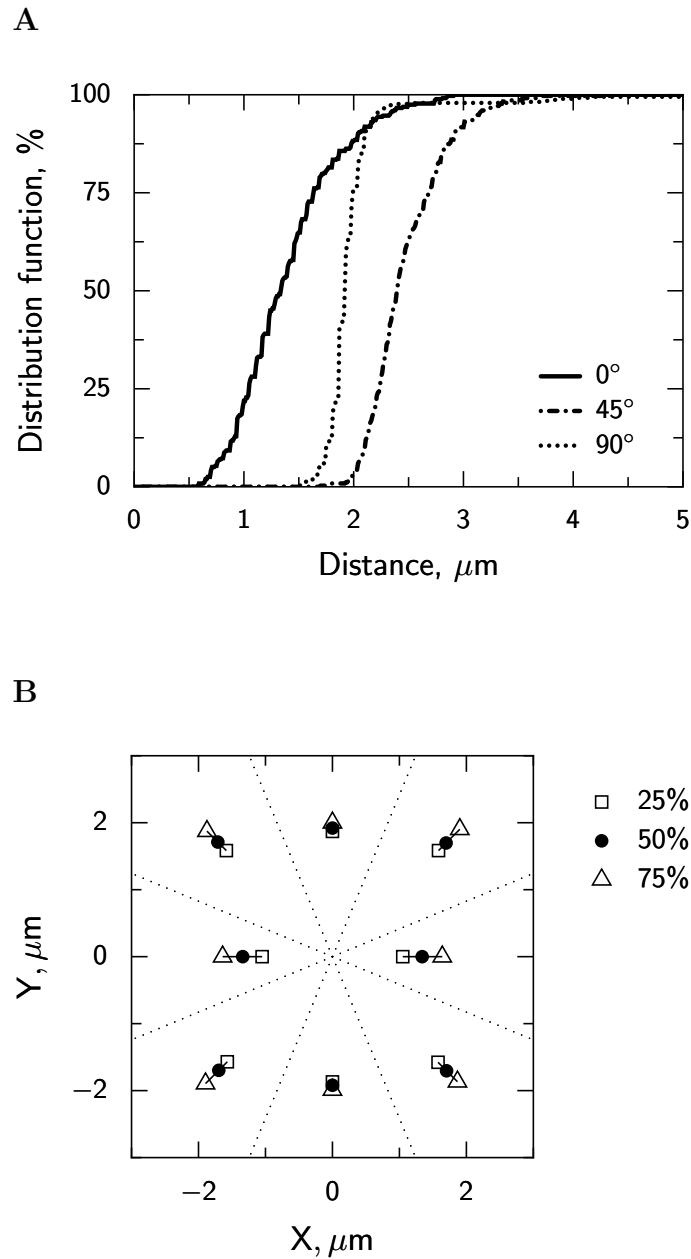 A
Distribution function, %
100
75
50
25
0
0°
45°
90°
0 1 2 3 4 5
Distance, μm
B
25%
50%
75%
Y, μm
2
0
−2
−2 0 2
X, μm